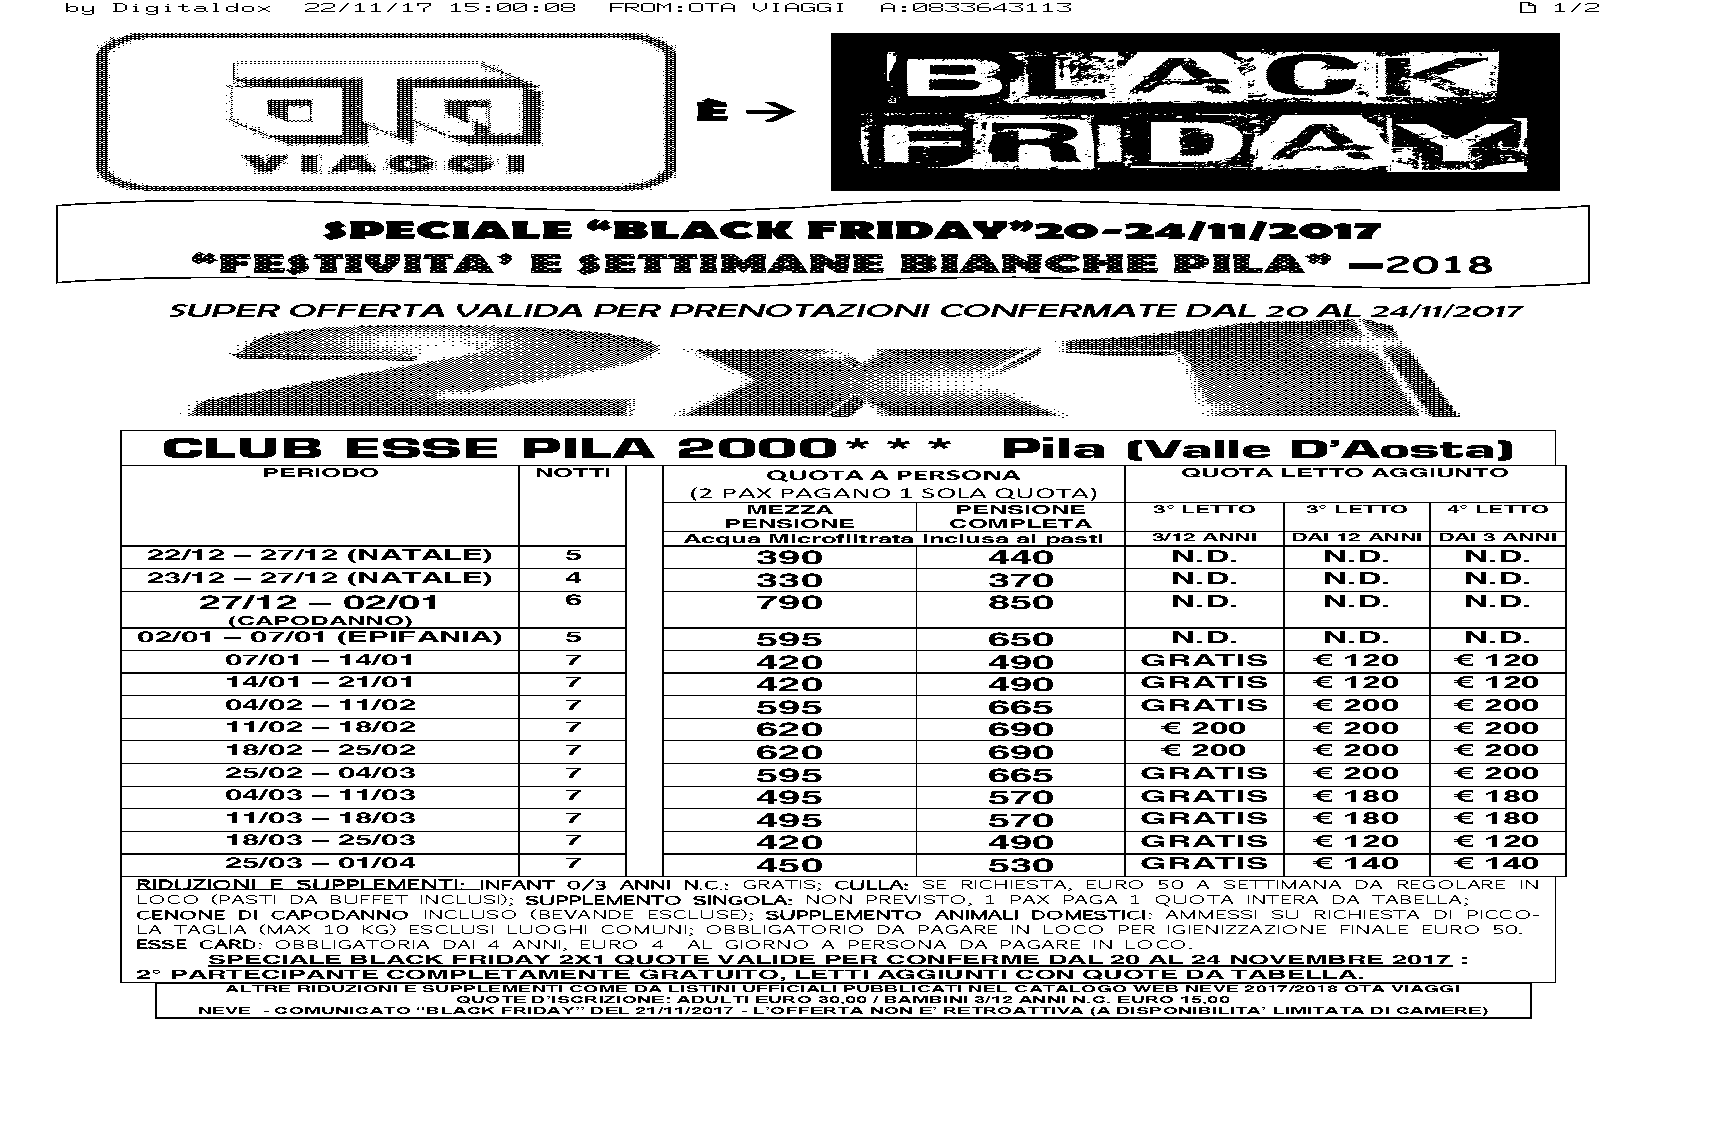 by Digitaldox 22/11/17 15:00:08 FROM:OTA VIAGGI A:0833643113 1/2
VIAGGI
È → BLACK
FRIDAY
SPECIALE “BLACK FRIDAY”20-24/11/2017
“FESTIVITA’ E SETTIMANE BIANCHE PILA” —2018
SUPER OFFERTA VALIDA PER PRENOTAZIONI CONFERMATE DAL 20 AL 24/11/2017
2x1
CLUB ESSE PILA 2000*** Pila (Valle D’Aosta)
PERIODO NOTTI QUOTA A PERSONA QUOTA LETTO AGGIUNTO
(2 PAX PAGANO 1 SOLA QUOTA)
MEZZA PENSIONE 3° LETTO 3° LETTO 4° LETTO
PENSIONE COMPLETA
Acqua Microfiltrata inclusa ai pasti 3/12 ANNI DAI 12 ANNI DAI 3 ANNI
22/12 – 27/12 (NATALE) 5 390 440 N.D. N.D. N.D.
23/12 – 27/12 (NATALE) 4 330 370 N.D. N.D. N.D.
27/12 – 02/01 6 790 850 N.D. N.D. N.D.
(CAPODANNO)
02/01 – 07/01 (EPIFANIA) 5 595 650 N.D. N.D. N.D.
07/01 – 14/01 7 420 490 GRATIS € 120 € 120
14/01 – 21/01 7 420 490 GRATIS € 120 € 120
04/02 – 11/02 7 595 665 GRATIS € 200 € 200
11/02 – 18/02 7 620 690 € 200 € 200 € 200
18/02 – 25/02 7 620 690 € 200 € 200 € 200
25/02 – 04/03 7 595 665 GRATIS € 200 € 200
04/03 – 11/03 7 495 570 GRATIS € 180 € 180
11/03 – 18/03 7 495 570 GRATIS € 180 € 180
18/03 – 25/03 7 420 490 GRATIS € 120 € 120
25/03 – 01/04 7 450 530 GRATIS € 140 € 140
RIDUZIONI E SUPPLEMENTI: INFANT 0/3 ANNI N.C.: GRATIS; CULLA: SE RICHIESTA, EURO 50 A SETTIMANA DA REGOLARE IN
LOCO (PASTI DA BUFFET INCLUSI); SUPPLEMENTO SINGOLA: NON PREVISTO, 1 PAX PAGA 1 QUOTA INTERA DA TABELLA;
CENONE DI CAPODANNO INCLUSO (BEVANDE ESCLUSE); SUPPLEMENTO ANIMALI DOMESTICI: AMMESSI SU RICHIESTA DI PICCO-
LA TAGLIA (MAX 10 KG) ESCLUSI LUOGHI COMUNI; OBBLIGATORIO DA PAGARE IN LOCO PER IGIENIZZAZIONE FINALE EURO 50.
ESSE CARD: OBBLIGATORIA DAI 4 ANNI, EURO 4 AL GIORNO A PERSONA DA PAGARE IN LOCO.
SPECIALE BLACK FRIDAY 2X1 QUOTE VALIDE PER CONFERME DAL 20 AL 24 NOVEMBRE 2017 :
2° PARTECIPANTE COMPLETAMENTE GRATUITO, LETTI AGGIUNTI CON QUOTE DA TABELLA.
ALTRE RIDUZIONI E SUPPLEMENTI COME DA LISTINI UFFICIALI PUBBLICATI NEL CATALOGO WEB NEVE 2017/2018 OTA VIAGGI
QUOTE D’ISCRIZIONE: ADULTI EURO 30,00 / BAMBINI 3/12 ANNI N.C. EURO 15,00
NEVE - COMUNICATO “BLACK FRIDAY” DEL 21/11/2017 - L’OFFERTA NON E’ RETROATTIVA (A DISPONIBILITA’ LIMITATA DI CAMERE)